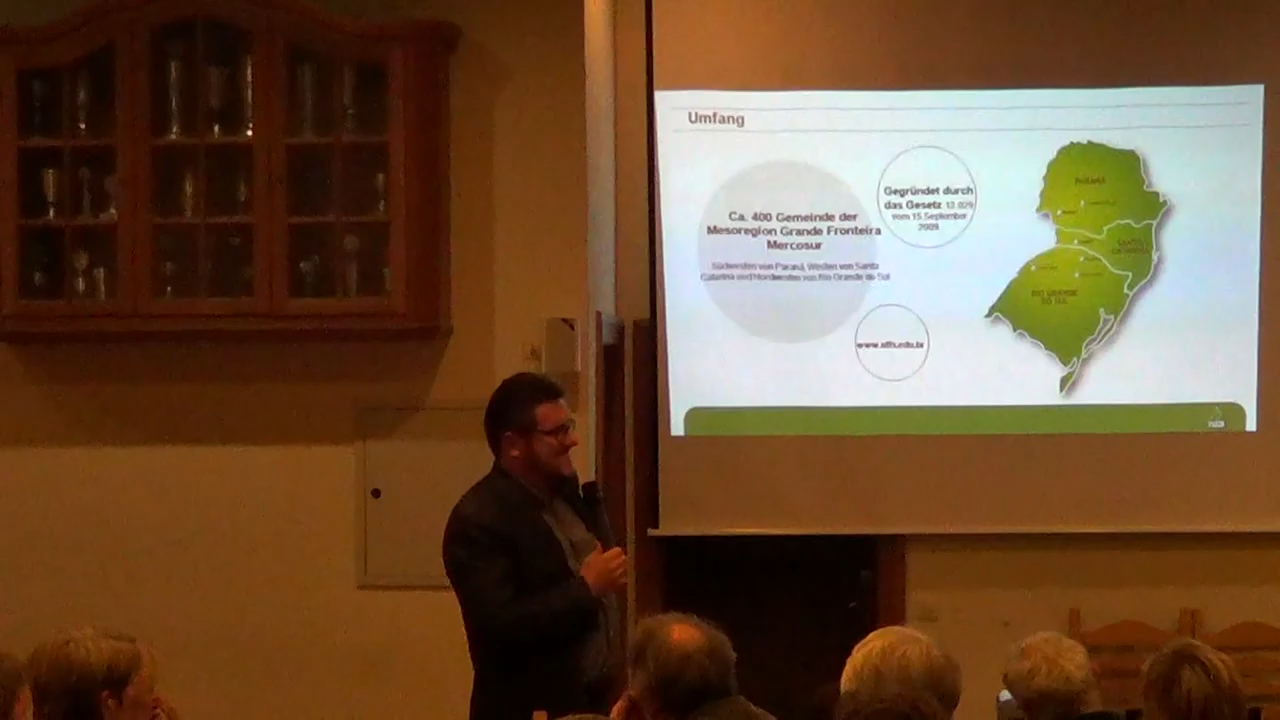 Umfang
Ca. 400 Gemeinde der
Mesoregion Grande Fronteira
Mercosur
Südwesten von Paraná, Westen von Santa
Catarina und Nordwesten von Rio Grande do Sul
Gegründet durch
das Gesetz 12.029
vom 15.September
2009
www.uffs.edu.br
PARANÁ
SANTA
CATARINA
RIO GRANDE
DO SUL